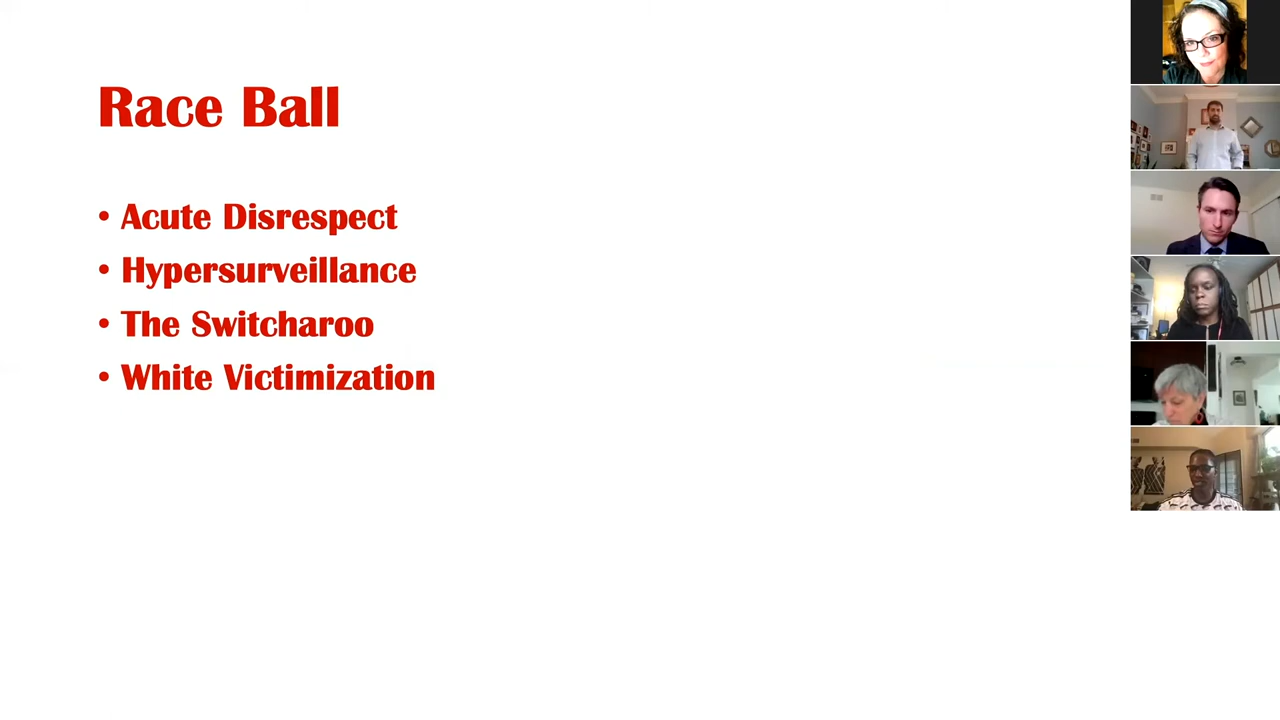 Race Ball
• Acute Disrespect
• Hypersurveillance
• The Switcharoo
• White Victimization